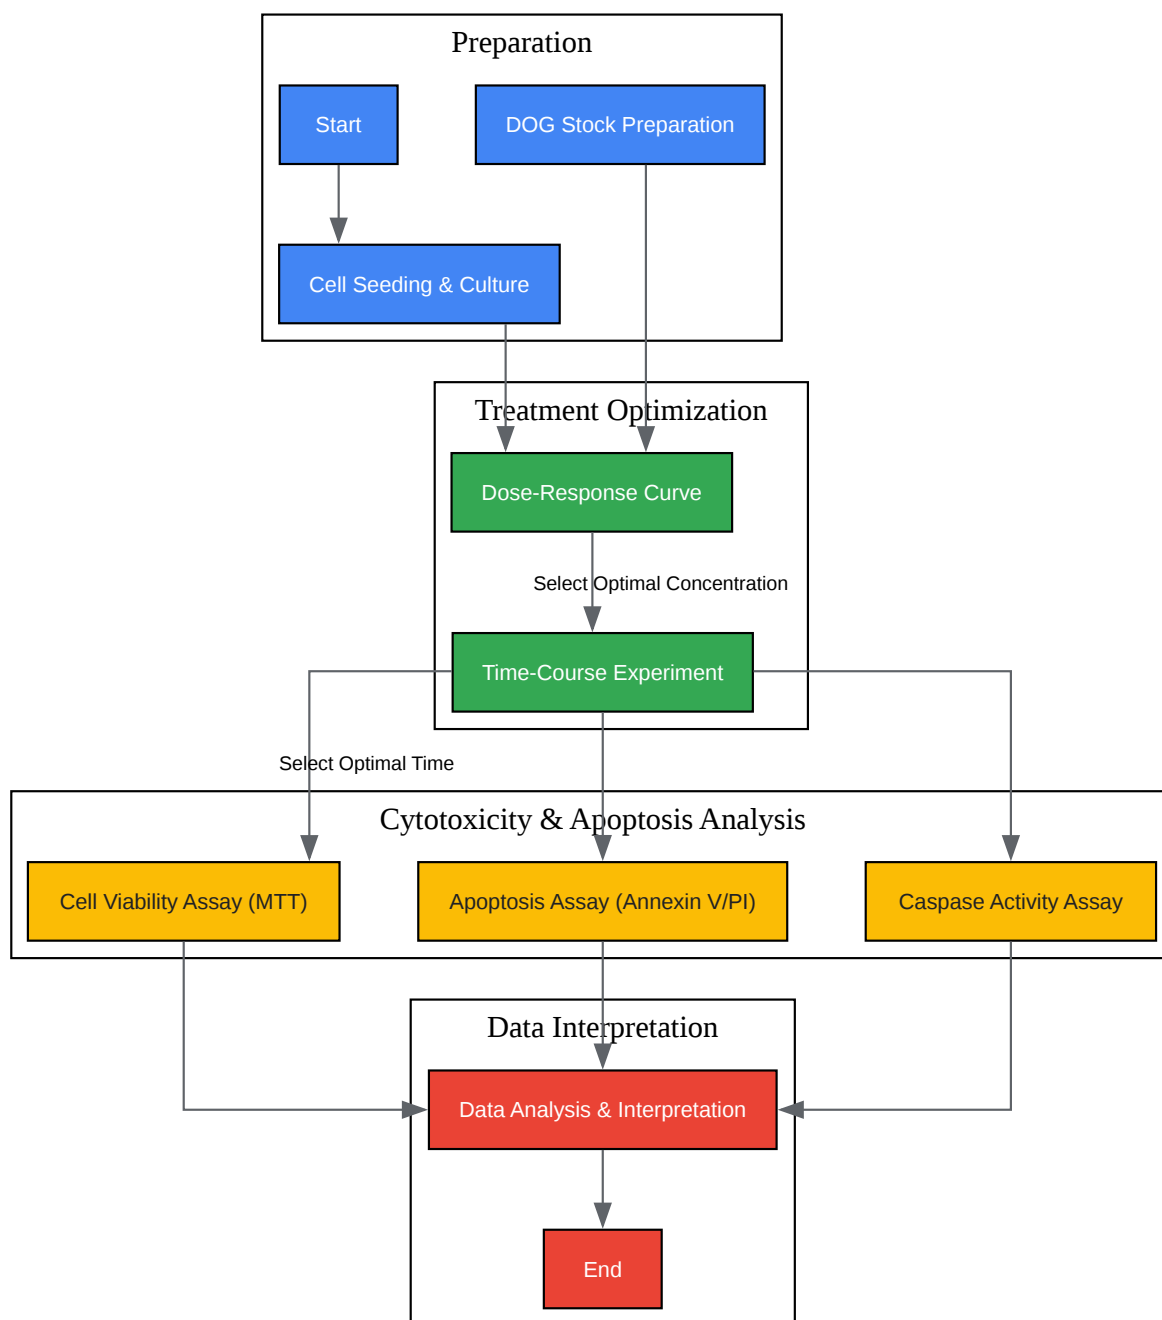 Preparation
Start
DOG Stock Preparation
Cell Seeding & Culture
Treatment Optimization
Dose-Response Curve
Select Optimal Concentration
Time-Course Experiment
Select Optimal Time
Cytotoxicity & Apoptosis Analysis
Cell Viability Assay (MTT)
Apoptosis Assay (Annexin V/PI)
Caspase Activity Assay
Data Interpretation
Data Analysis & Interpretation
End